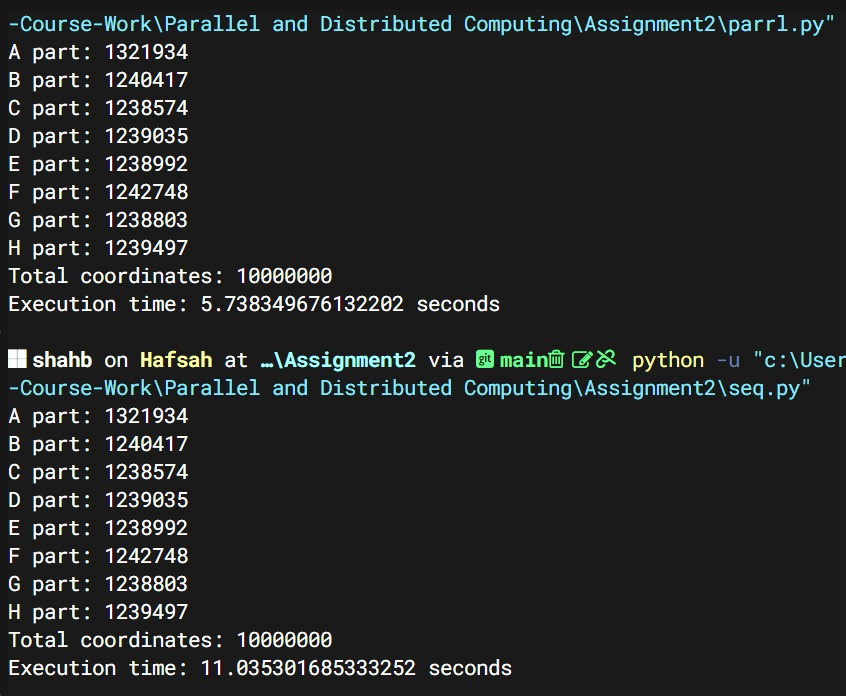 -Course-Work\Parallel and Distributed Computing\Assignment2\parrl.py"
A part: 1321934
B part: 1240417
C part: 1238574
D part: 1239035
E part: 1238992
F part: 1242748
G part: 1238803
H part: 1239497
Total coordinates: 10000000
Execution time: 5.738349676132202 seconds
shahb on Hafsah at …\Assignment2 via git main python -u "c:\User
-Course-Work\Parallel and Distributed Computing\Assignment2\seq.py"
A part: 1321934
B part: 1240417
C part: 1238574
D part: 1239035
E part: 1238992
F part: 1242748
G part: 1238803
H part: 1239497
Total coordinates: 10000000
Execution time: 11.035301685333252 seconds